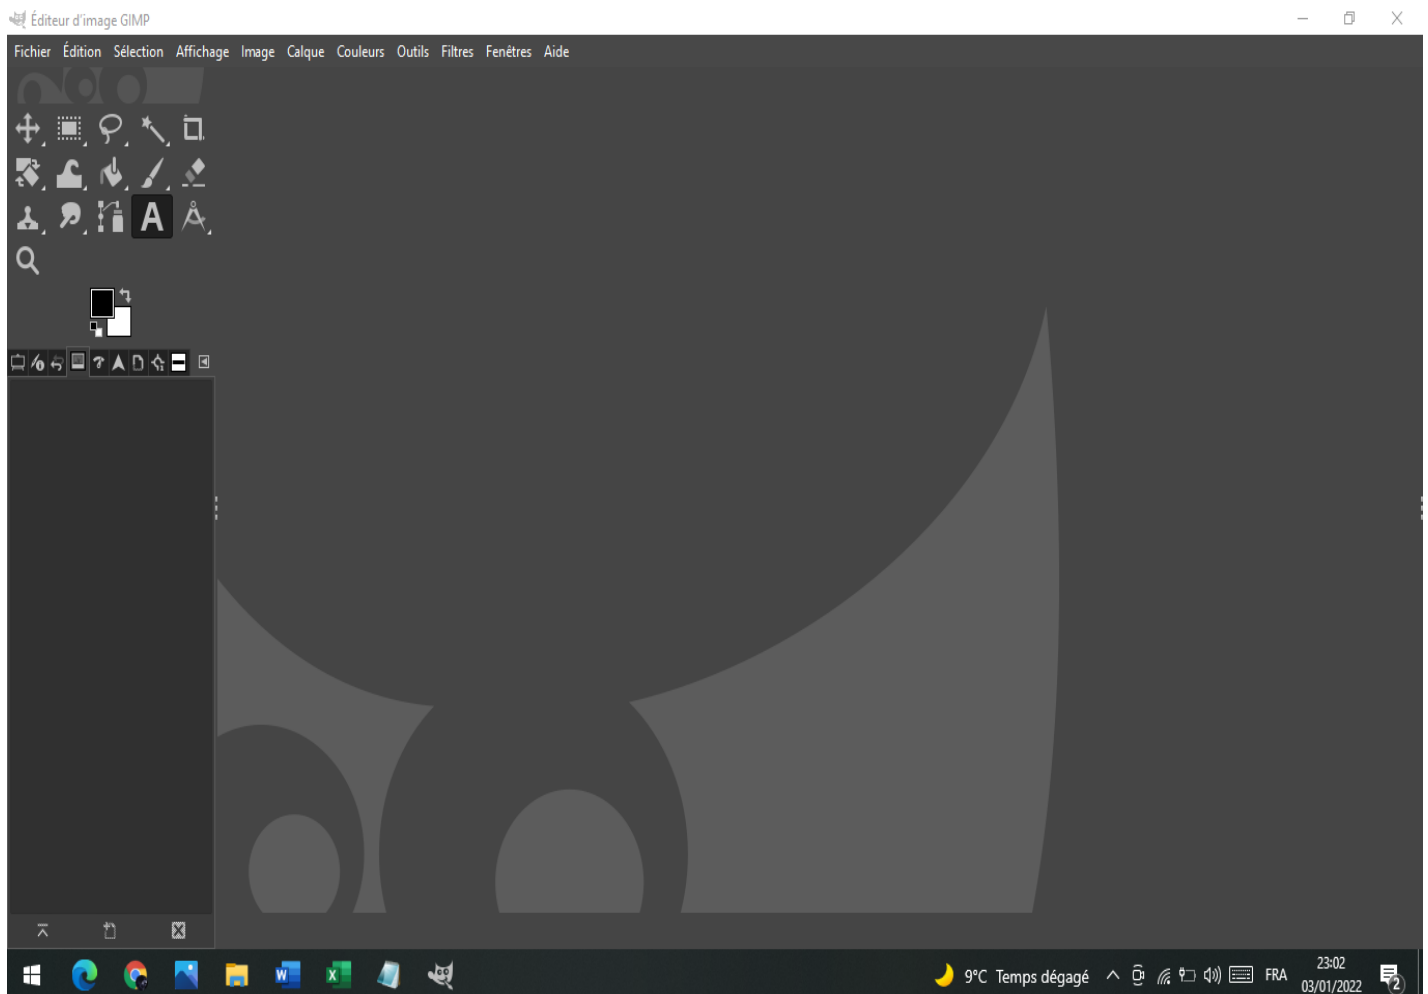 Éditeur d'image GIMP
Fichier Édition Sélection Affichage Image Calque Couleurs Outils Filtres Fenêtres Aide
A
9°C Temps dégagé FRA 23:02
03/01/2022
2